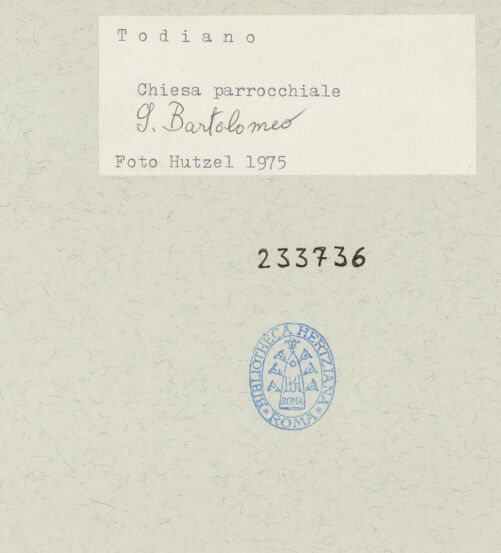 Todiano
Chiesa parrocchiale
S. Bartolomeo
Foto Hutzel 1975
233736
BIBLIOTHECA HERTZIANA
ROMA
ROMA